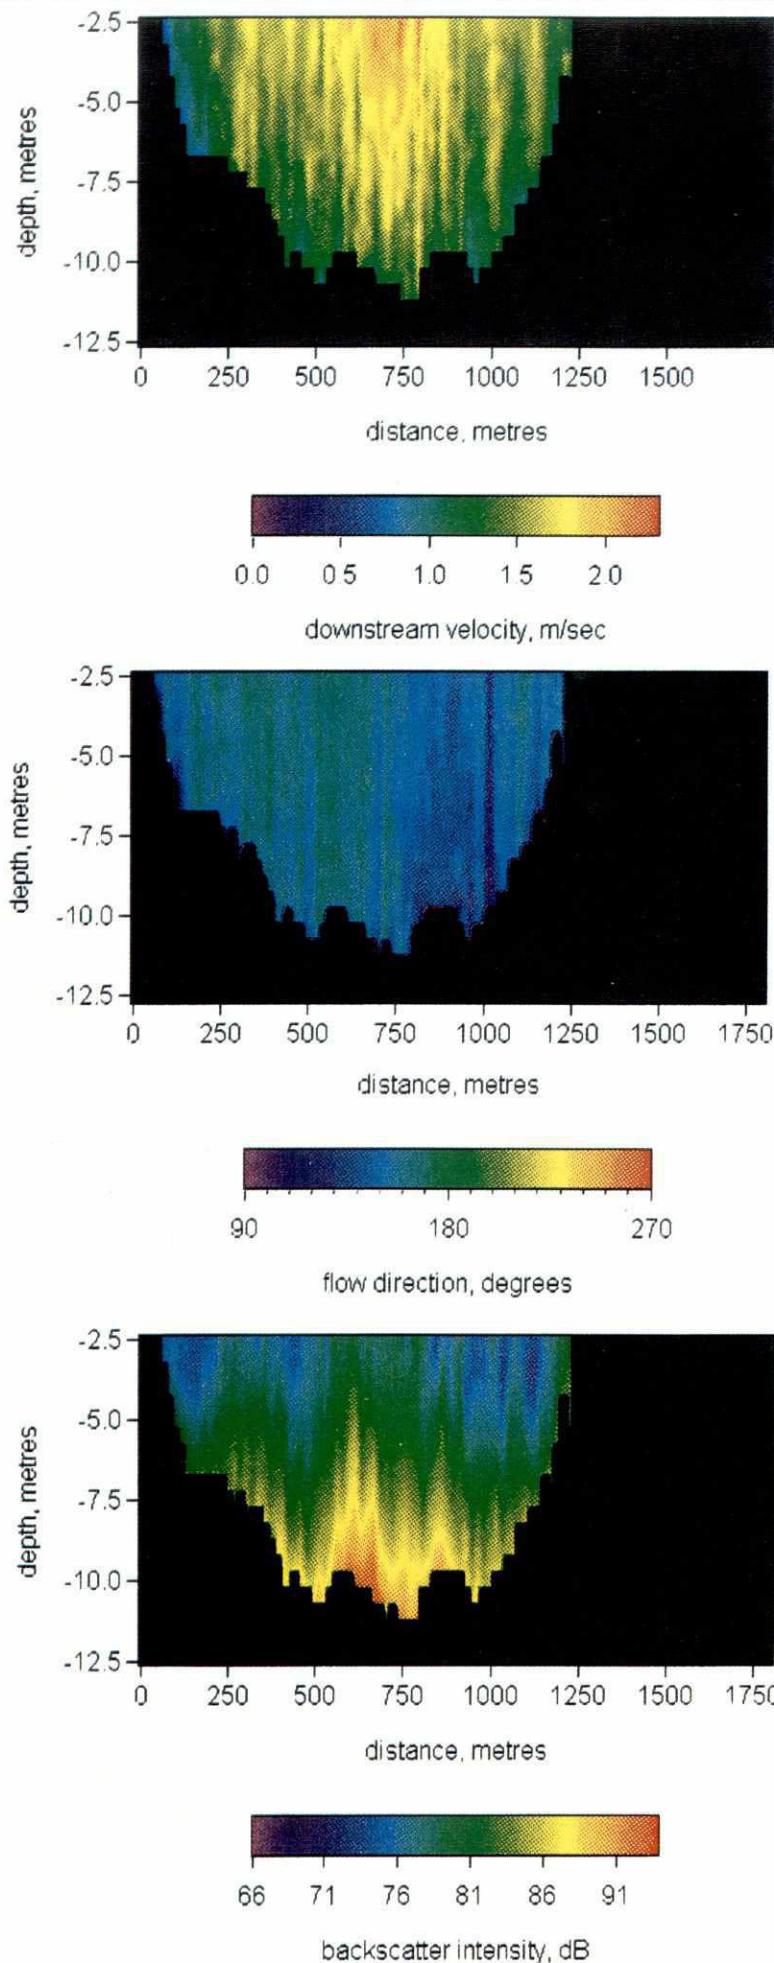 depth, metres
-2.5
-5.0
-7.5
-10.0
-12.5
0 250 500 750 1000 1250 1500
distance, metres
0.0 0.5 1.0 1.5 2.0
downstream velocity, m/sec
depth, metres
-2.5
-5.0
-7.5
-10.0
-12.5
0 250 500 750 1000 1250 1500 1750
distance, metres
90 180 270
flow direction, degrees
depth, metres
-2.5
-5.0
-7.5
-10.0
-12.5
0 250 500 750 1000 1250 1500 1750
distance, metres
66 71 76 81 86 91
backscatter intensity, dB